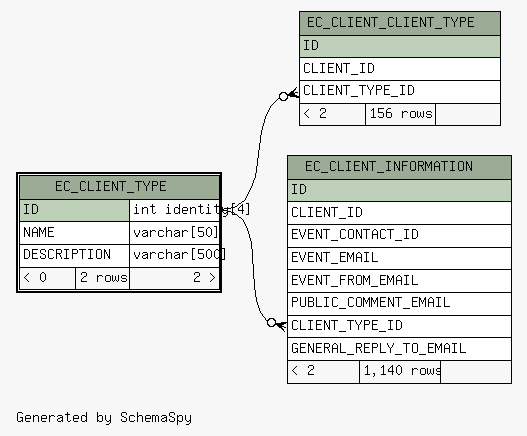 EC_CLIENT_CLIENT_TYPE
ID
CLIENT_ID
CLIENT_TYPE_ID
< 2 156 rows
EC_CLIENT_TYPE
ID int identity[4]
NAME varchar[50]
DESCRIPTION varchar[500]
< 0 2 rows 2 >
EC_CLIENT_INFORMATION
ID
CLIENT_ID
EVENT_CONTACT_ID
EVENT_EMAIL
EVENT_FROM_EMAIL
PUBLIC_COMMENT_EMAIL
CLIENT_TYPE_ID
GENERAL_REPLY_TO_EMAIL
< 2 1,140 rows
Generated by SchemaSpy